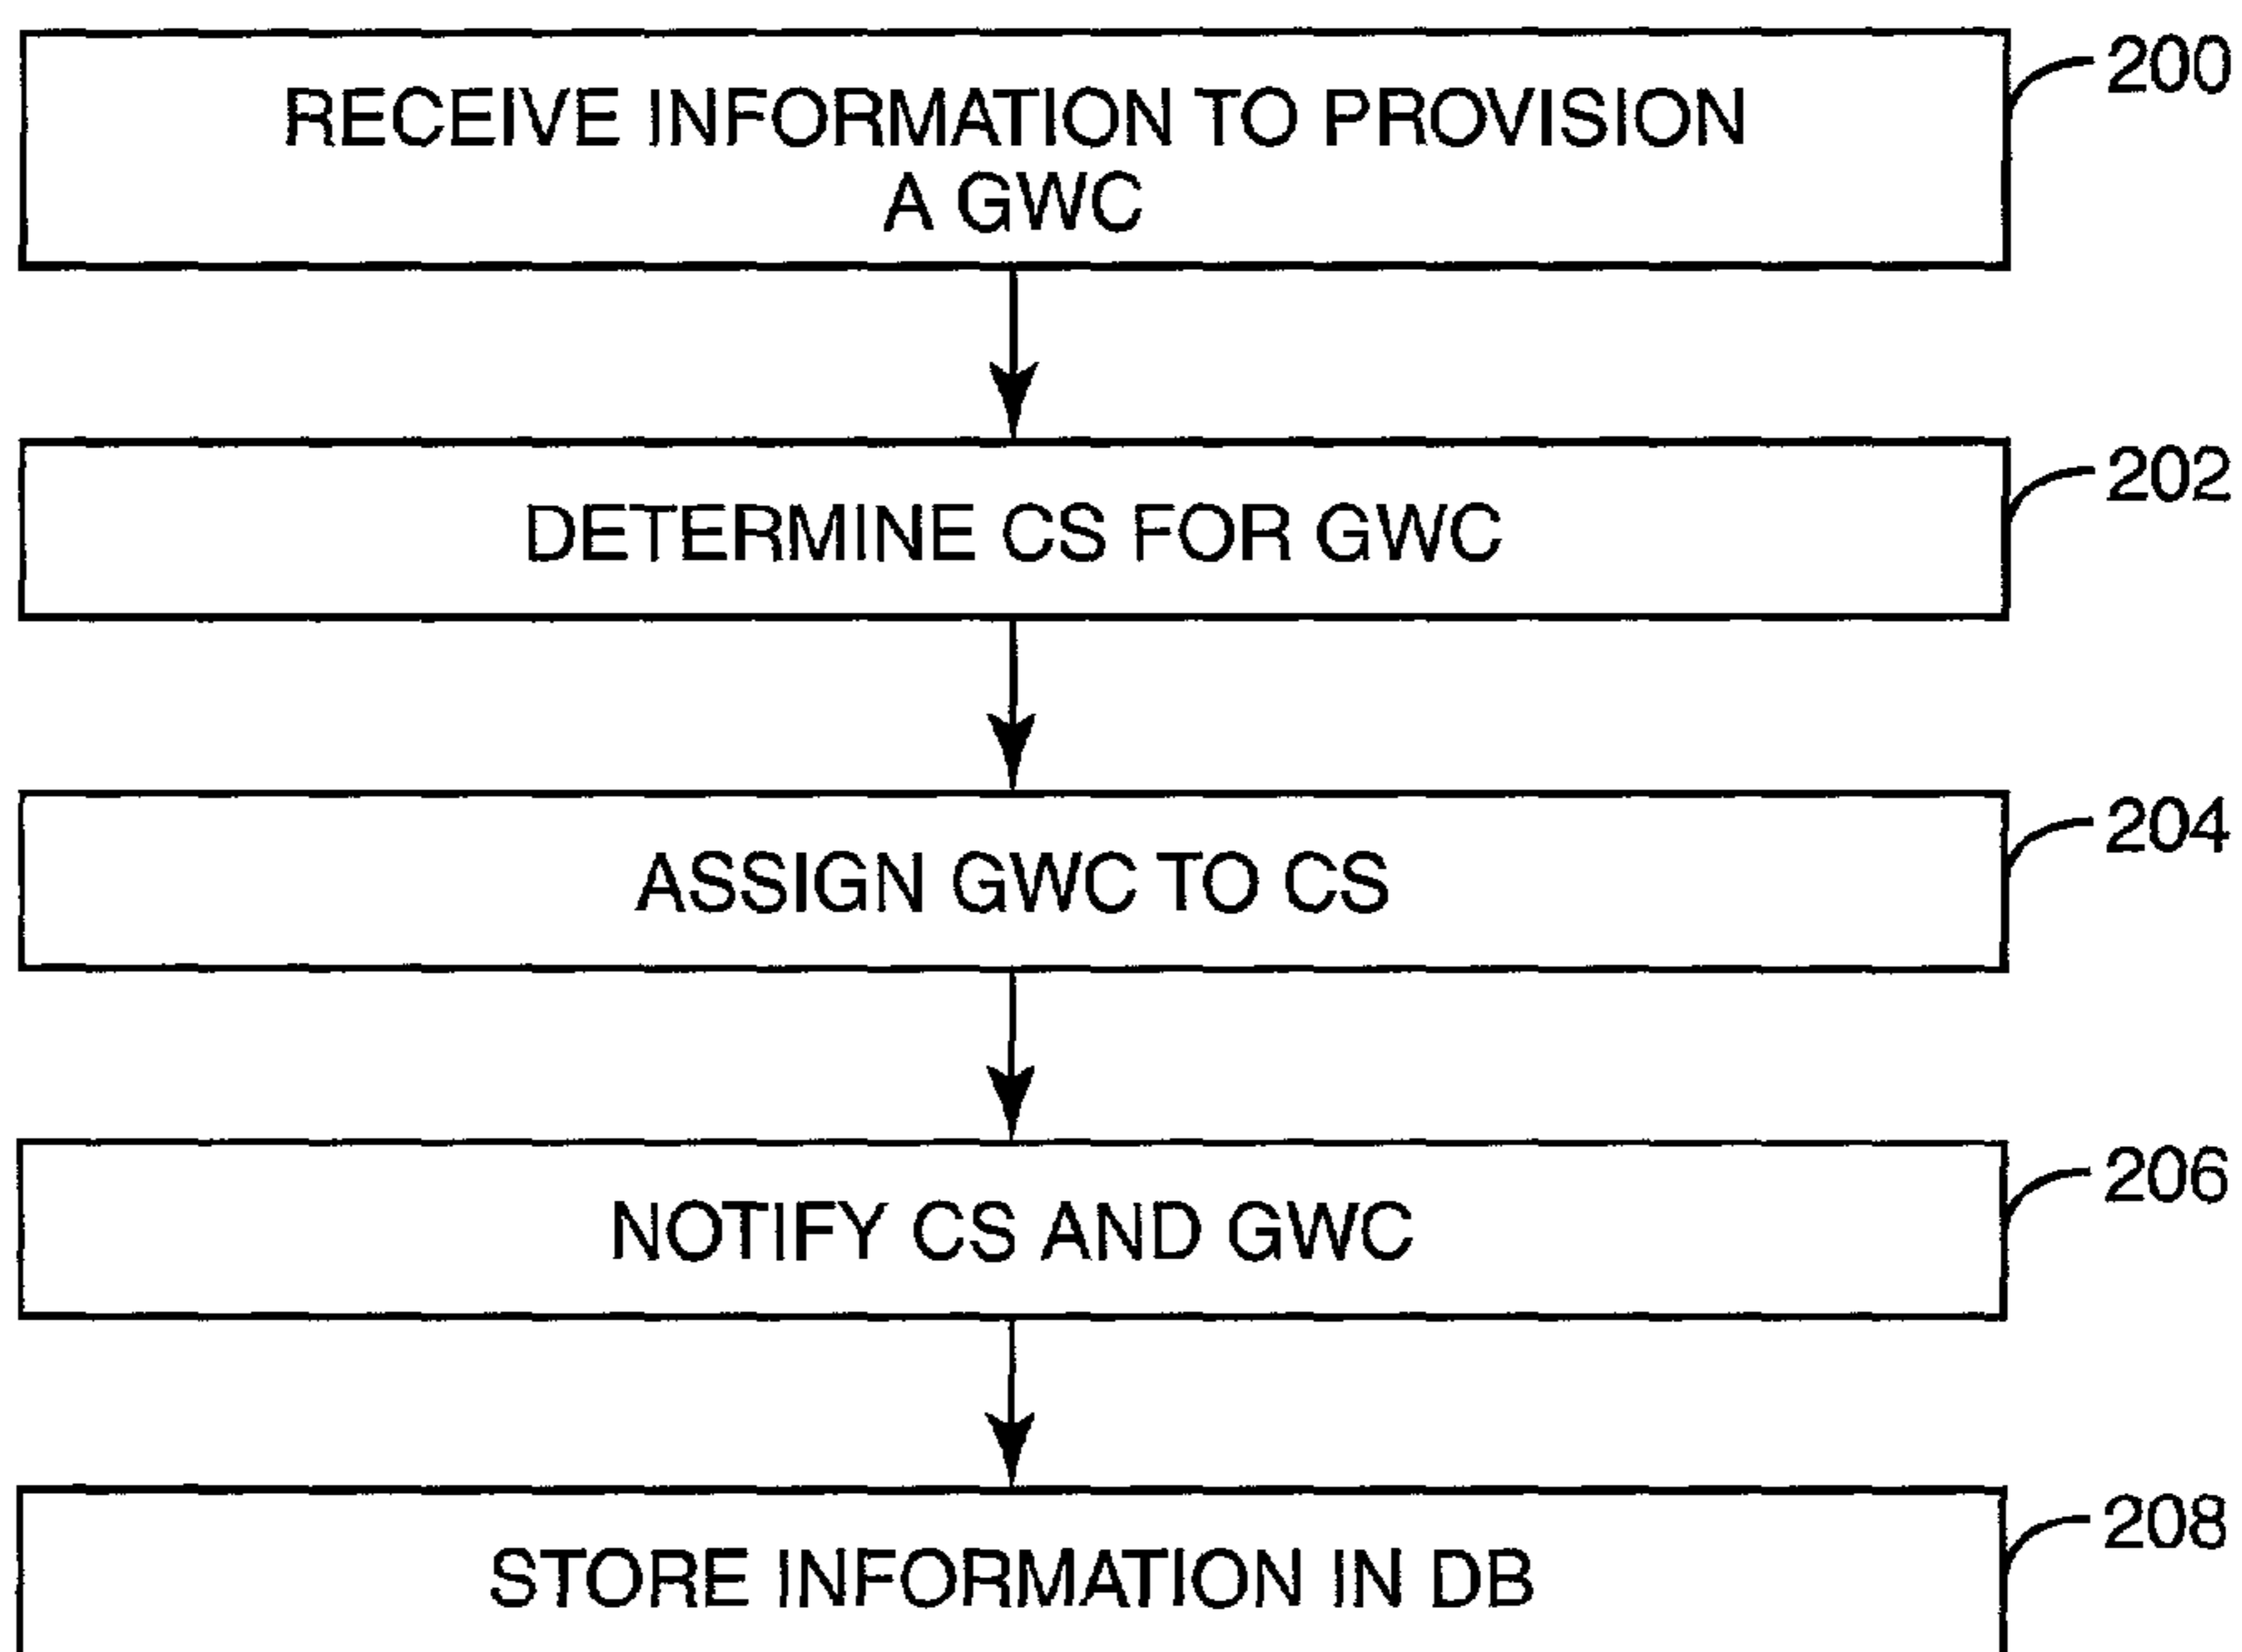 RECEIVE INFORMATION TO PROVISION
A GWC
200
DETERMINE CS FOR GWC
202
ASSIGN GWC TO CS
204
NOTIFY CS AND GWC
206
STORE INFORMATION IN DB
208